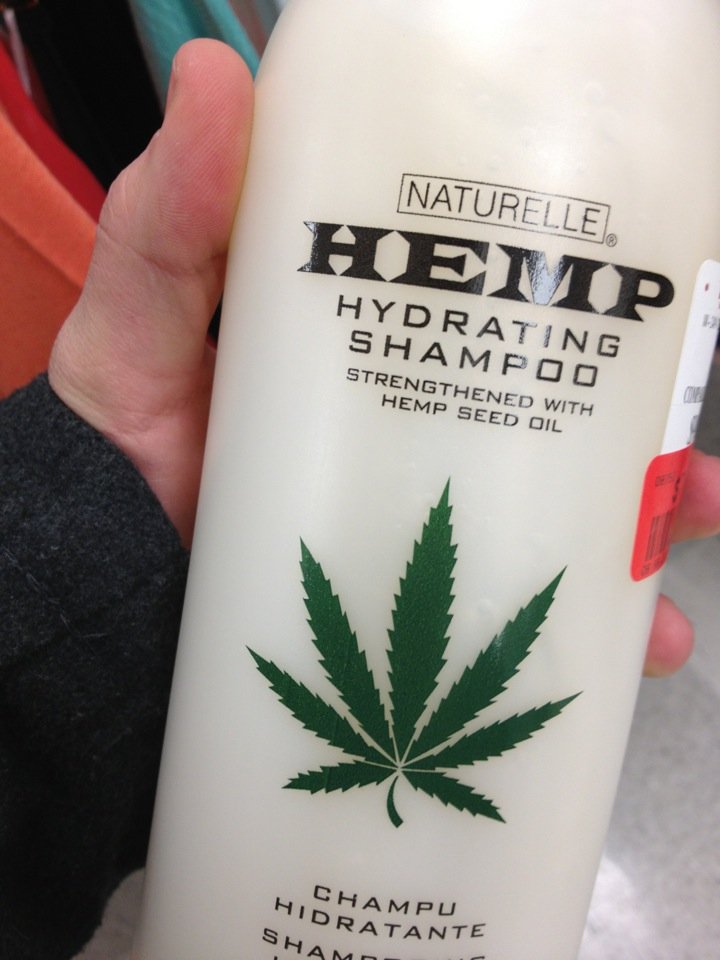 NATURELLE®
HEMP
HYDRATING
SHAMPOO
STRENGTHENED WITH
HEMP SEED OIL
CHAMPU
HIDRATANTE